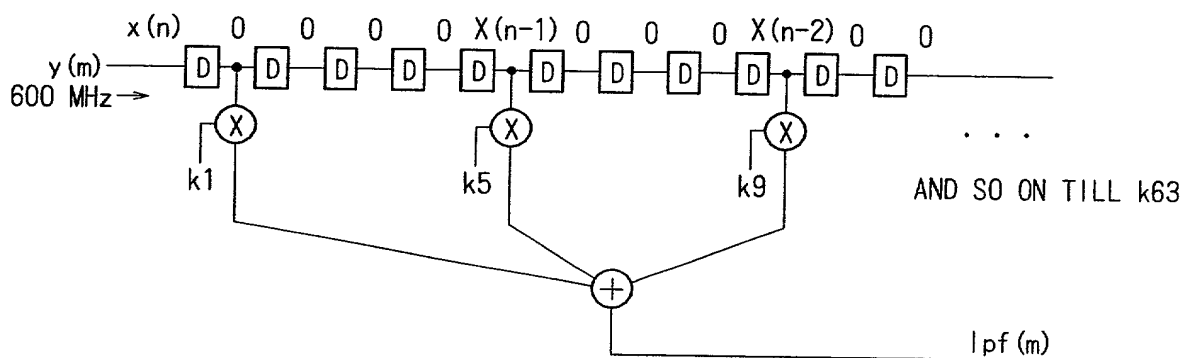 x(n) 0 0 0 0 X(n-1) 0 0 0 X(n-2) 0 0
y(m) D D D D D D D D D D D
600 MHz
X X X
k1 k5 k9
. . .
AND SO ON TILL k63
+
lpf(m)